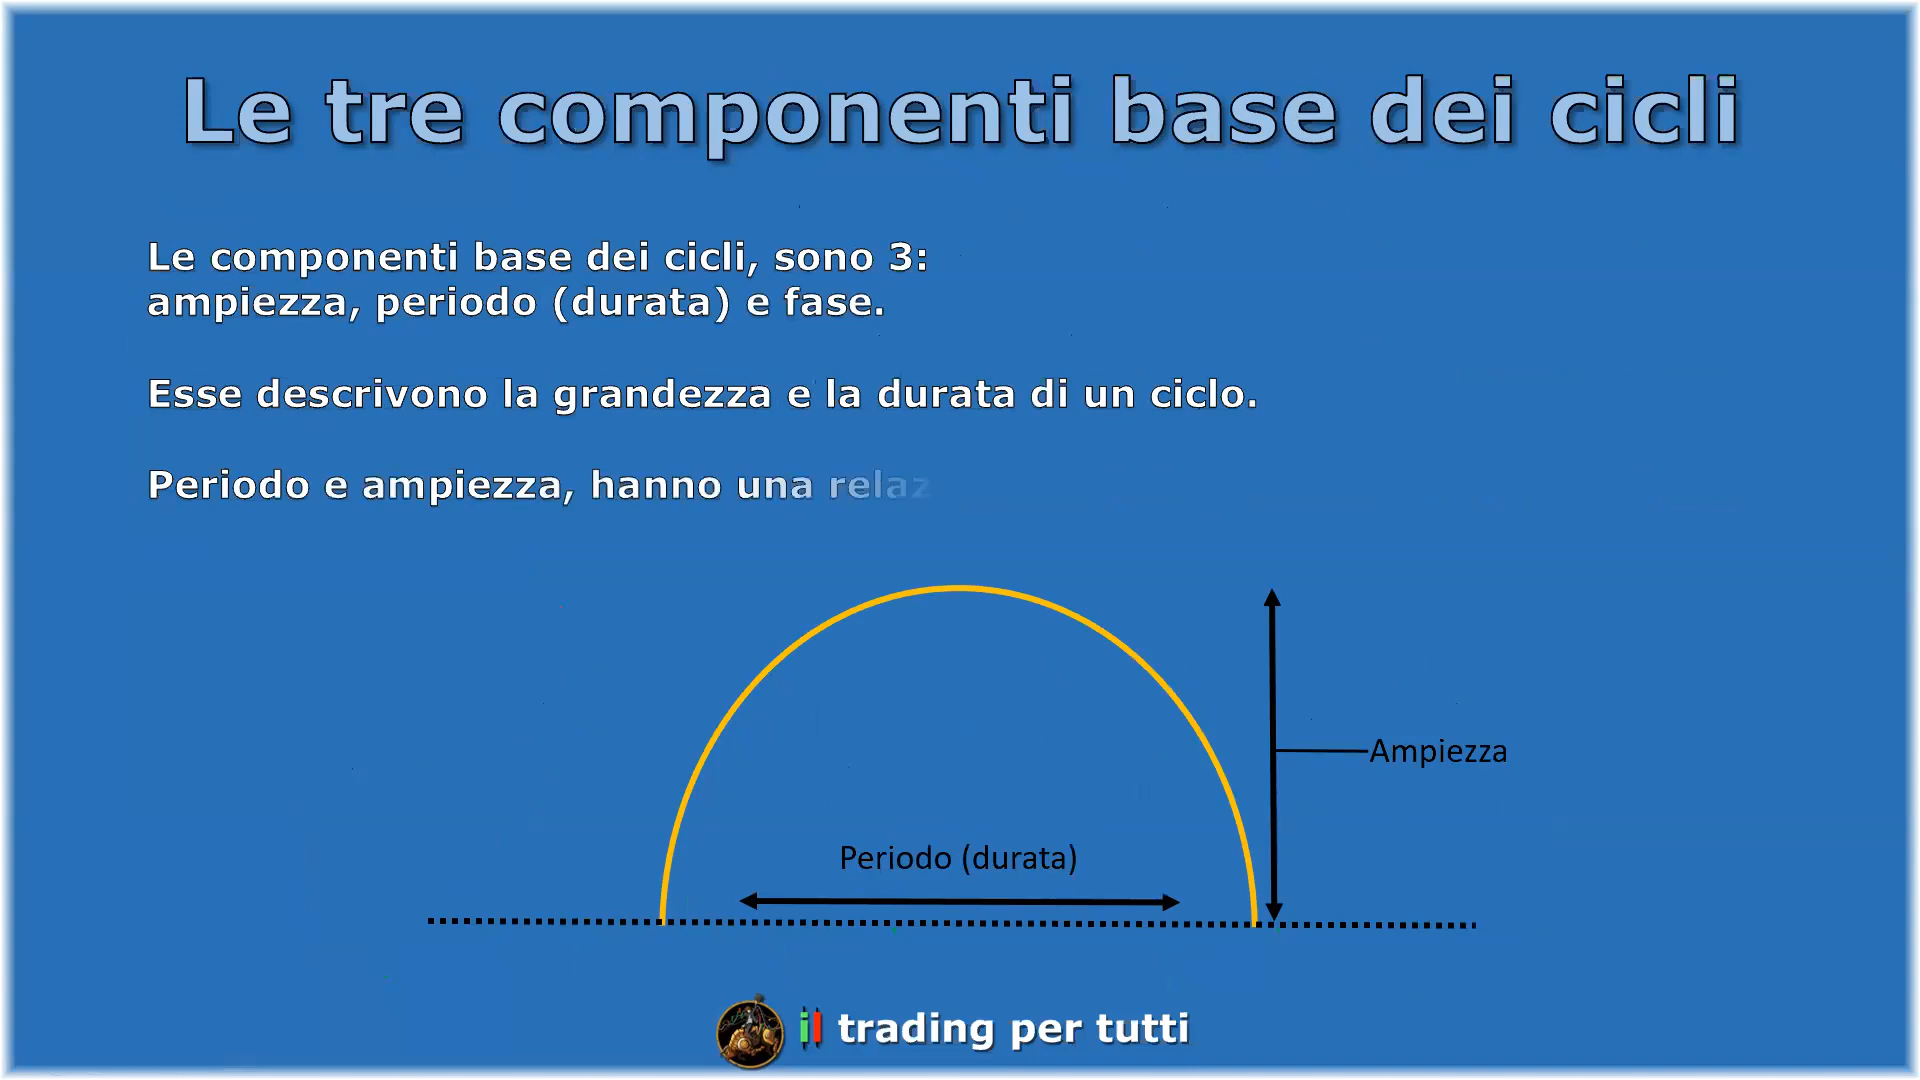 Le tre componenti base dei cicli
Le componenti base dei cicli, sono 3:
ampiezza, periodo (durata) e fase.
Esse descrivono la grandezza e la durata di un ciclo.
Periodo e ampiezza, hanno una relaz
Ampiezza
Periodo (durata)
il trading per tutti